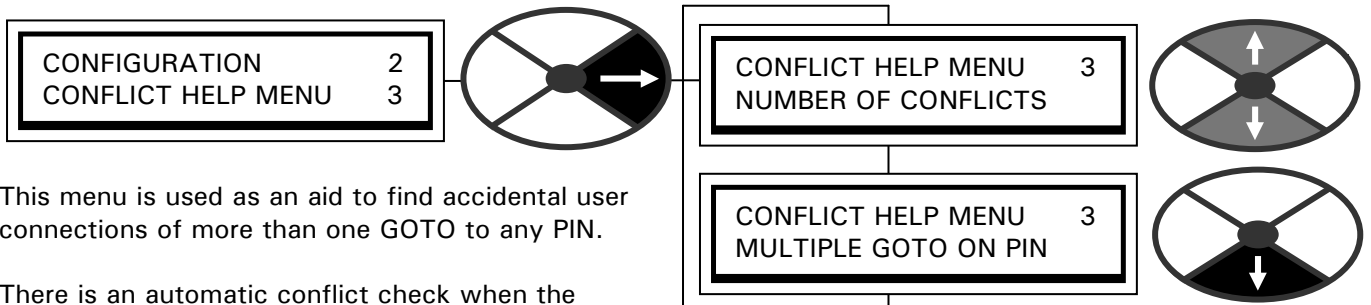 CONFIGURATION 2
CONFLICT HELP MENU 3
CONFLICT HELP MENU 3
NUMBER OF CONFLICTS
This menu is used as an aid to find accidental user
connections of more than one GOTO to any PIN.
CONFLICT HELP MENU 3
MULTIPLE GOTO ON PIN
There is an automatic conflict check when the